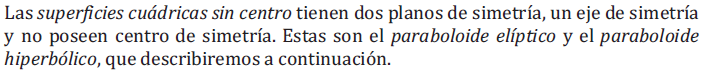 Las superficies cuádricas sin centro tienen dos planos de simetría, un eje de simetría
y no poseen centro de simetría. Estas son el paraboloide elíptico y el paraboloide
hiperbólico, que describiremos a continuación.